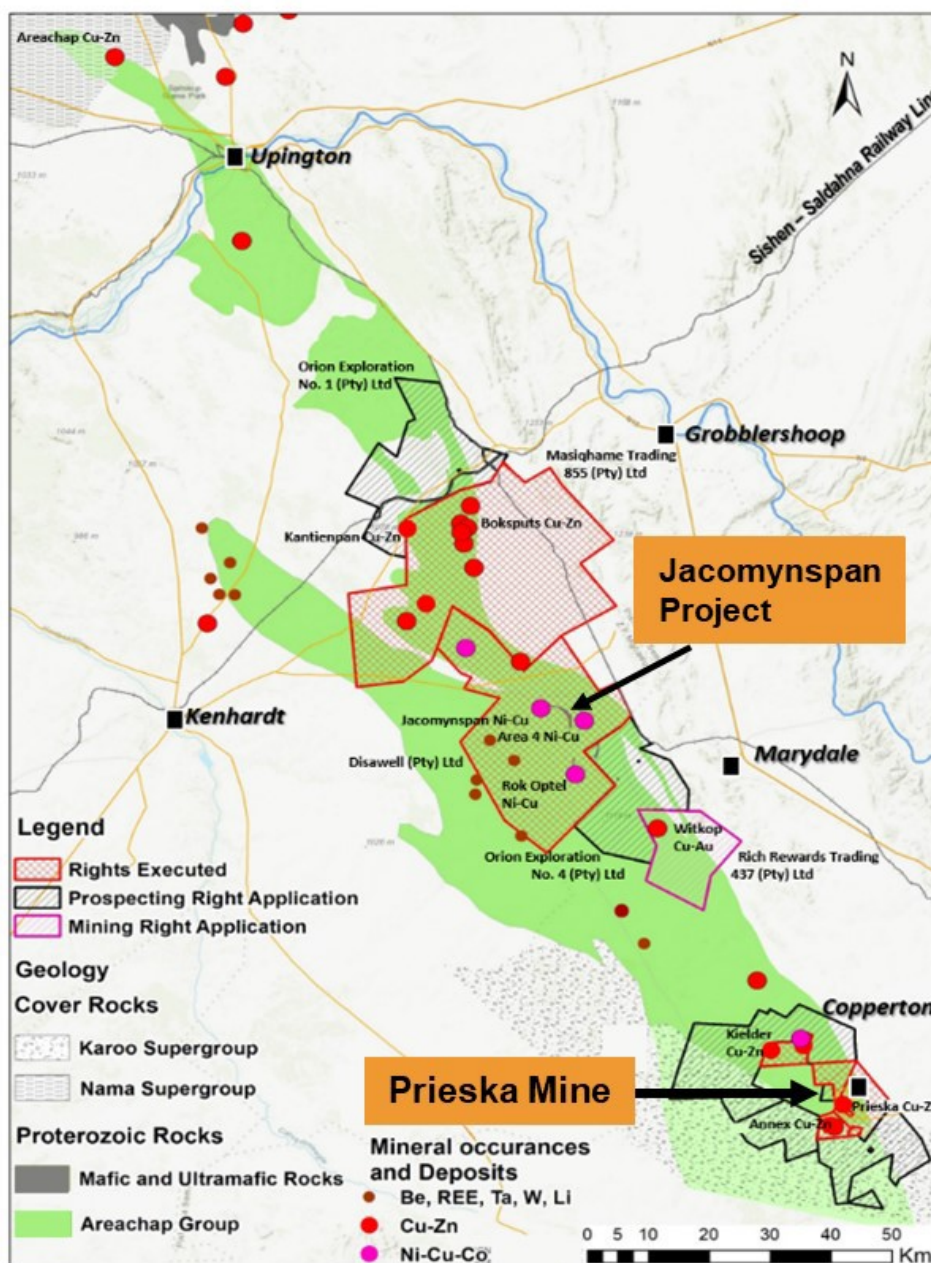 Areachap Cu-Zn
N
Upington
Sishen – Saldahna Railway Line
Orion Exploration
No. 1 (Pty) Ltd
Grobblershoop
Masiqhame Trading
855 (Pty) Ltd
Boksputs Cu-Zn
Kantienpan Cu-Zn
Jacomynspan
Project
Kenhardt
Jacomynspan Ni-Cu
Area 4 Ni-Cu
Disawell (Pty) Ltd
Rok Optel
Ni-Cu
Marydale
Witkop
Cu-Au
Orion Exploration
No. 4 (Pty) Ltd
Rich Rewards Trading
437 (Pty) Ltd
Legend
Rights Executed
Prospecting Right Application
Mining Right Application
Geology
Cover Rocks
Karoo Supergroup
Nama Supergroup
Proterozoic Rocks
Mafic and Ultramafic Rocks
Areachap Group
Copperton
Kielder
Cu-Zn
Prieska Mine
Prieska Cu-Z
Annex Cu-Zn
Mineral occurances
and Deposits
Be, REE, Ta, W, Li
Cu-Zn
Ni-Cu-Co
0 5 10 20 30 40 50
Km